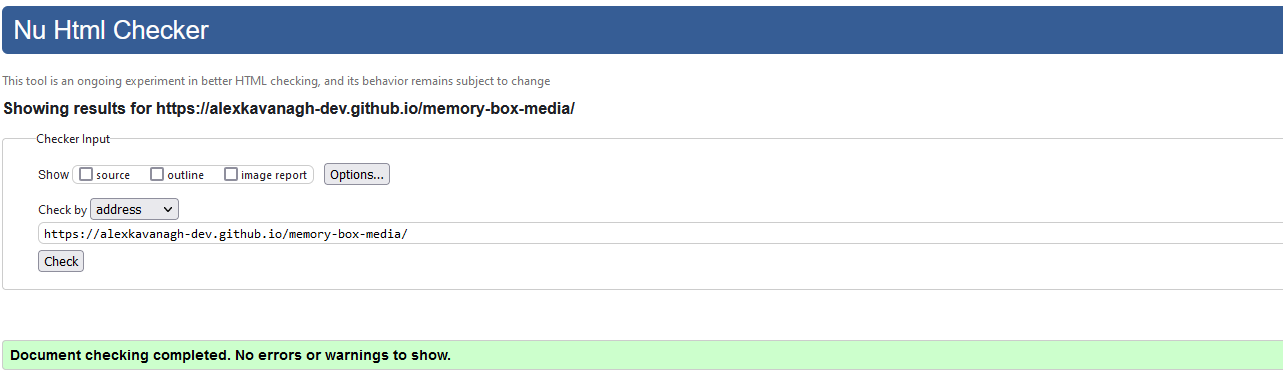 Nu Html Checker
This tool is an ongoing experiment in better HTML checking, and its behavior remains subject to change
Showing results for https://alexkavanagh-dev.github.io/memory-box-media/
Checker Input
Show source outline image report Options...
Check by address
https://alexkavanagh-dev.github.io/memory-box-media/
Check
Document checking completed. No errors or warnings to show.